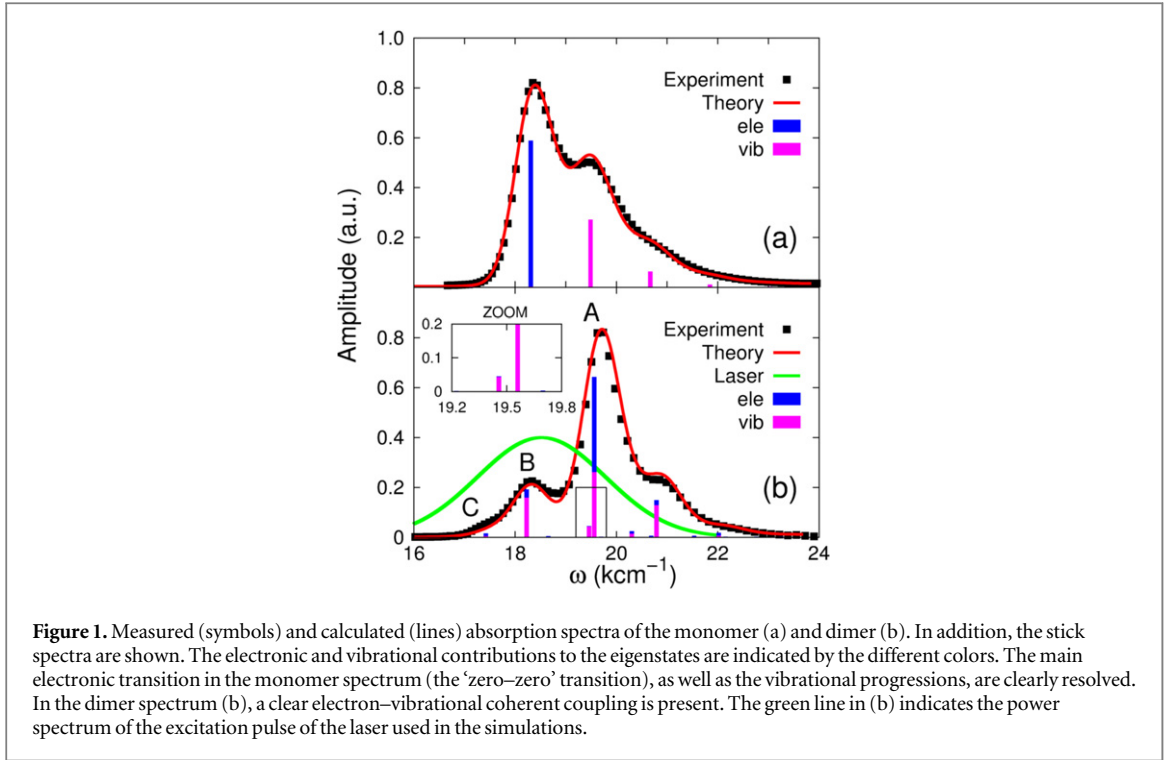 1.0
0.8
0.6
0.4
0.2
Experiment
Theory
ele
vib
(a)
Amplitude (a.u.)
0.8
0.6
0.4
0.2
0
ZOOM
0.2
0.1
0
19.2 19.5 19.8
A
B
C
Experiment
Theory
Laser
ele
vib
(b)
16 18 20 22 24
ω (kcm⁻¹)
Figure 1. Measured (symbols) and calculated (lines) absorption spectra of the monomer (a) and dimer (b). In addition, the stick
spectra are shown. The electronic and vibrational contributions to the eigenstates are indicated by the different colors. The main
electronic transition in the monomer spectrum (the ‘zero–zero’ transition), as well as the vibrational progressions, are clearly resolved.
In the dimer spectrum (b), a clear electron–vibrational coherent coupling is present. The green line in (b) indicates the power
spectrum of the excitation pulse of the laser used in the simulations.